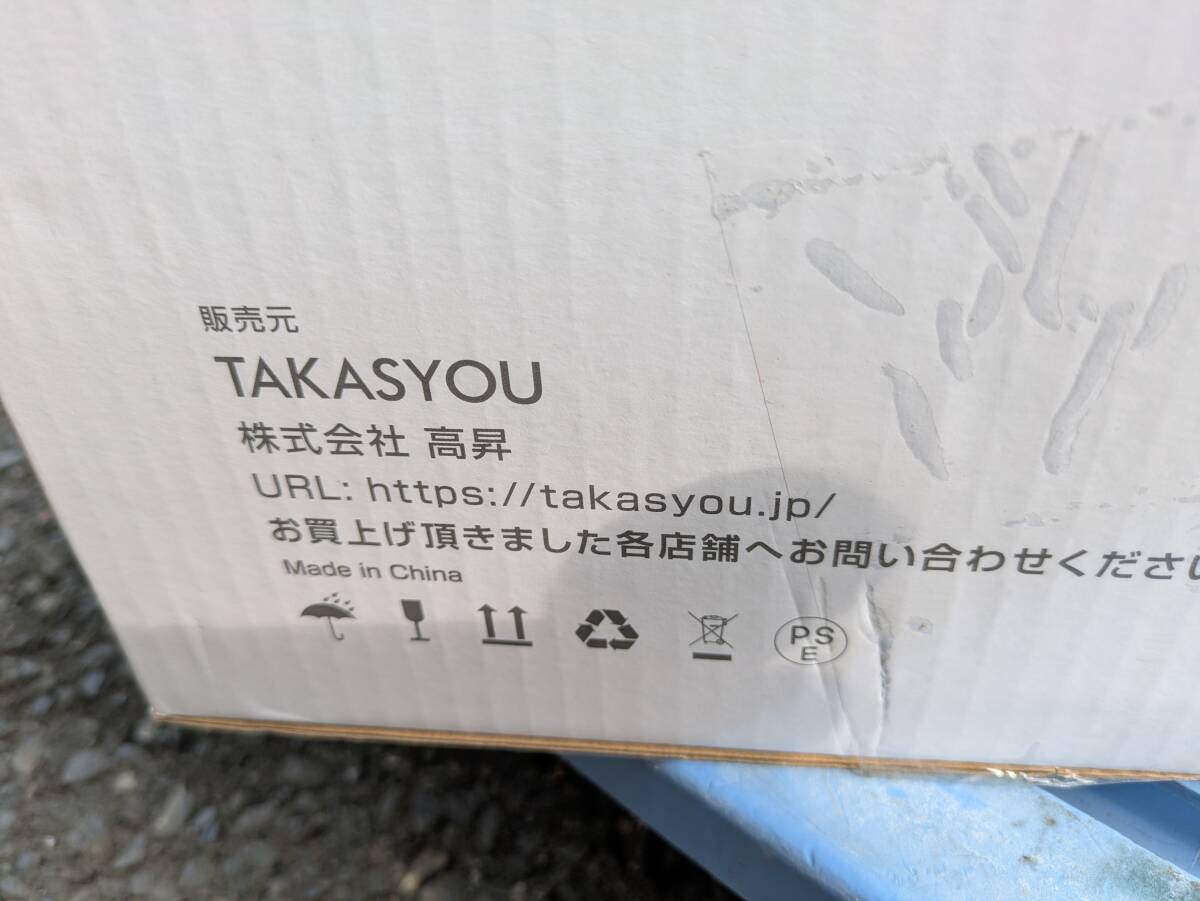 販売元
TAKASYOU
株式会社 高昇
URL: https://takasyou.jp/
お買上げ頂きました各店舗へお問い合わせくださ
Made in China
PS
E